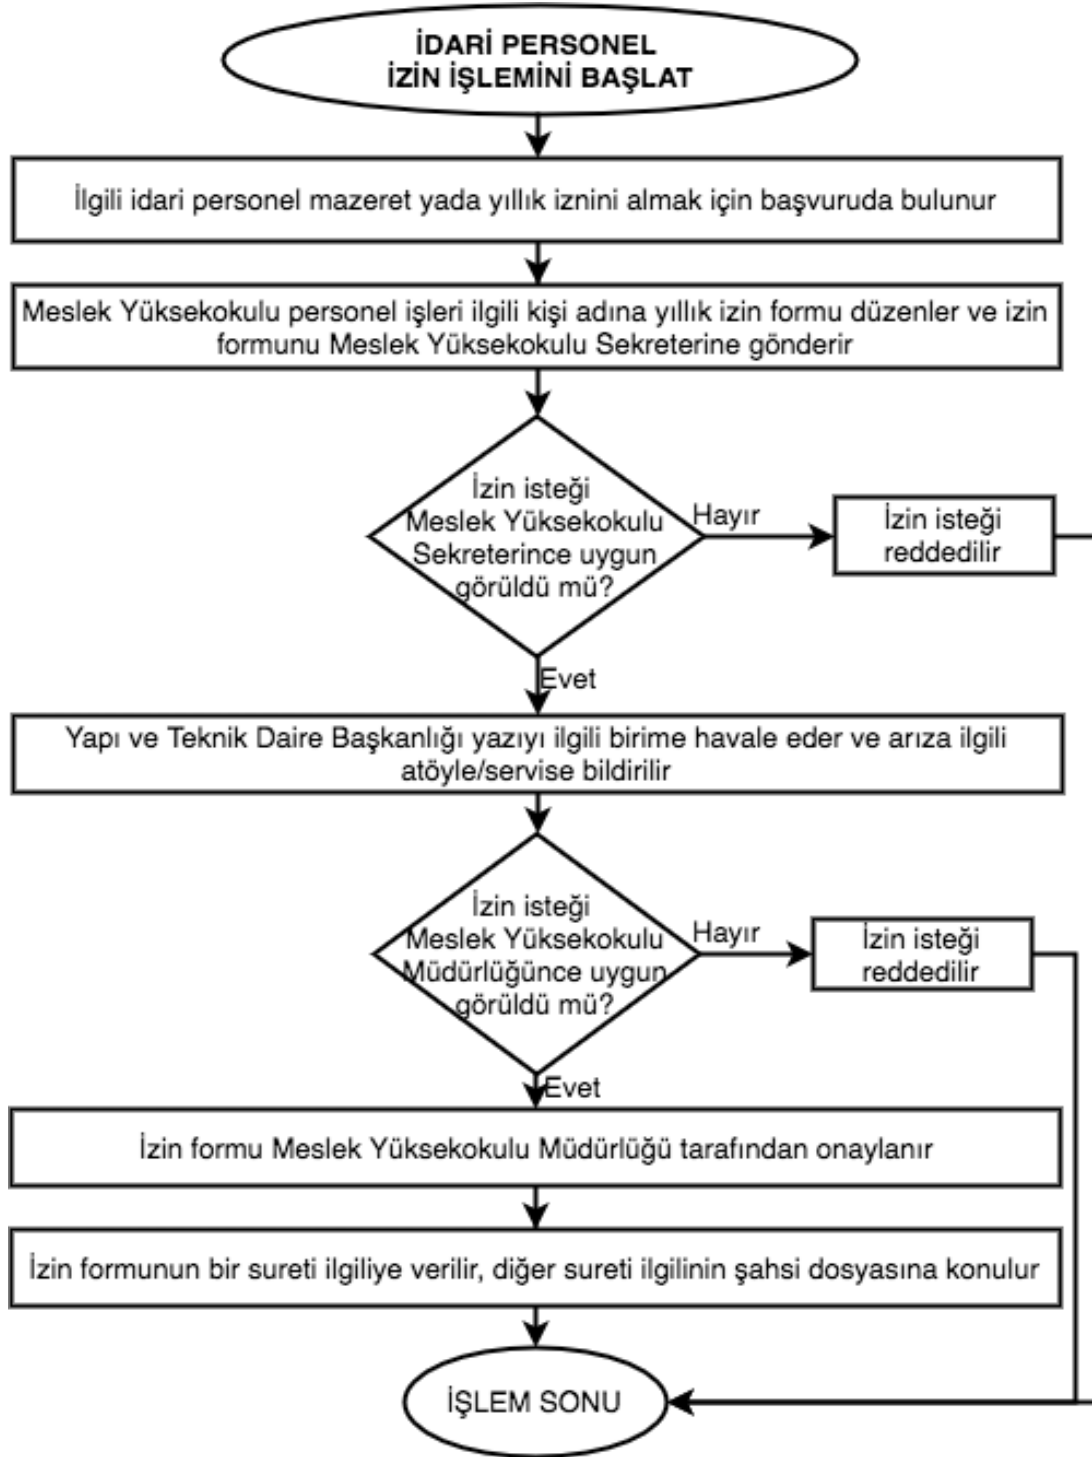 İDARİ PERSONEL
İZİN İŞLEMİNİ BAŞLAT
İlgili idari personel mazeret yada yıllık iznini almak için başvuruda bulunur
Meslek Yüksekokulu personel işleri ilgili kişi adına yıllık izin formu düzenler ve izin
formunu Meslek Yüksekokulu Sekreterine gönderir
İzin isteği
Meslek Yüksekokulu
Sekreterince uygun
görüldü mü?
Hayır
İzin isteği
reddedilir
Evet
Yapı ve Teknik Daire Başkanlığı yazıyı ilgili birime havale eder ve arıza ilgili
atöyle/servise bildirilir
İzin isteği
Meslek Yüksekokulu
Müdürlüğünce uygun
görüldü mü?
Hayır
İzin isteği
reddedilir
Evet
İzin formu Meslek Yüksekokulu Müdürlüğü tarafından onaylanır
İzin formunun bir sureti ilgiliye verilir, diğer sureti ilgilinin şahsi dosyasına konulur
İŞLEM SONU